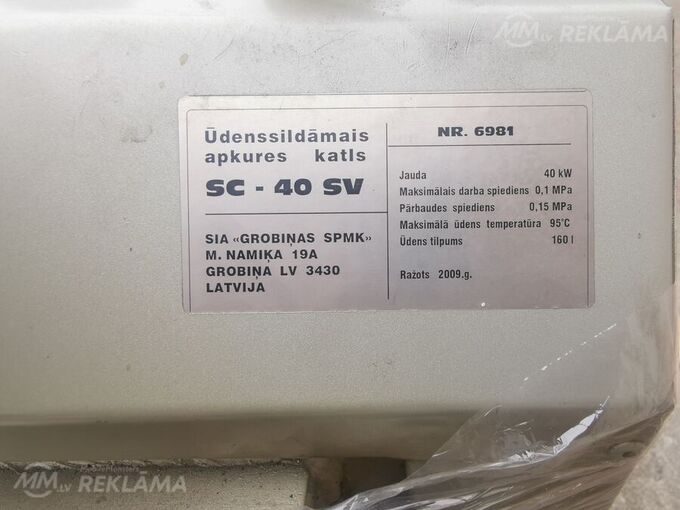 MM.LV REKLĀMA
Ūdenssildāmais
apkures katls
SC - 40 SV
SIA «GROBIŅAS SPMK»
M. NAMIĶA 19A
GROBIŅA LV 3430
LATVIJA
NR. 6981
Jauda 40 kW
Maksimālais darba spiediens 0,1 MPa
Pārbaudes spiediens 0,15 MPa
Maksimālā ūdens temperatūra 95°C
Ūdens tilpums 160 l
Ražots 2009.g.
MM.LV REKLĀMA